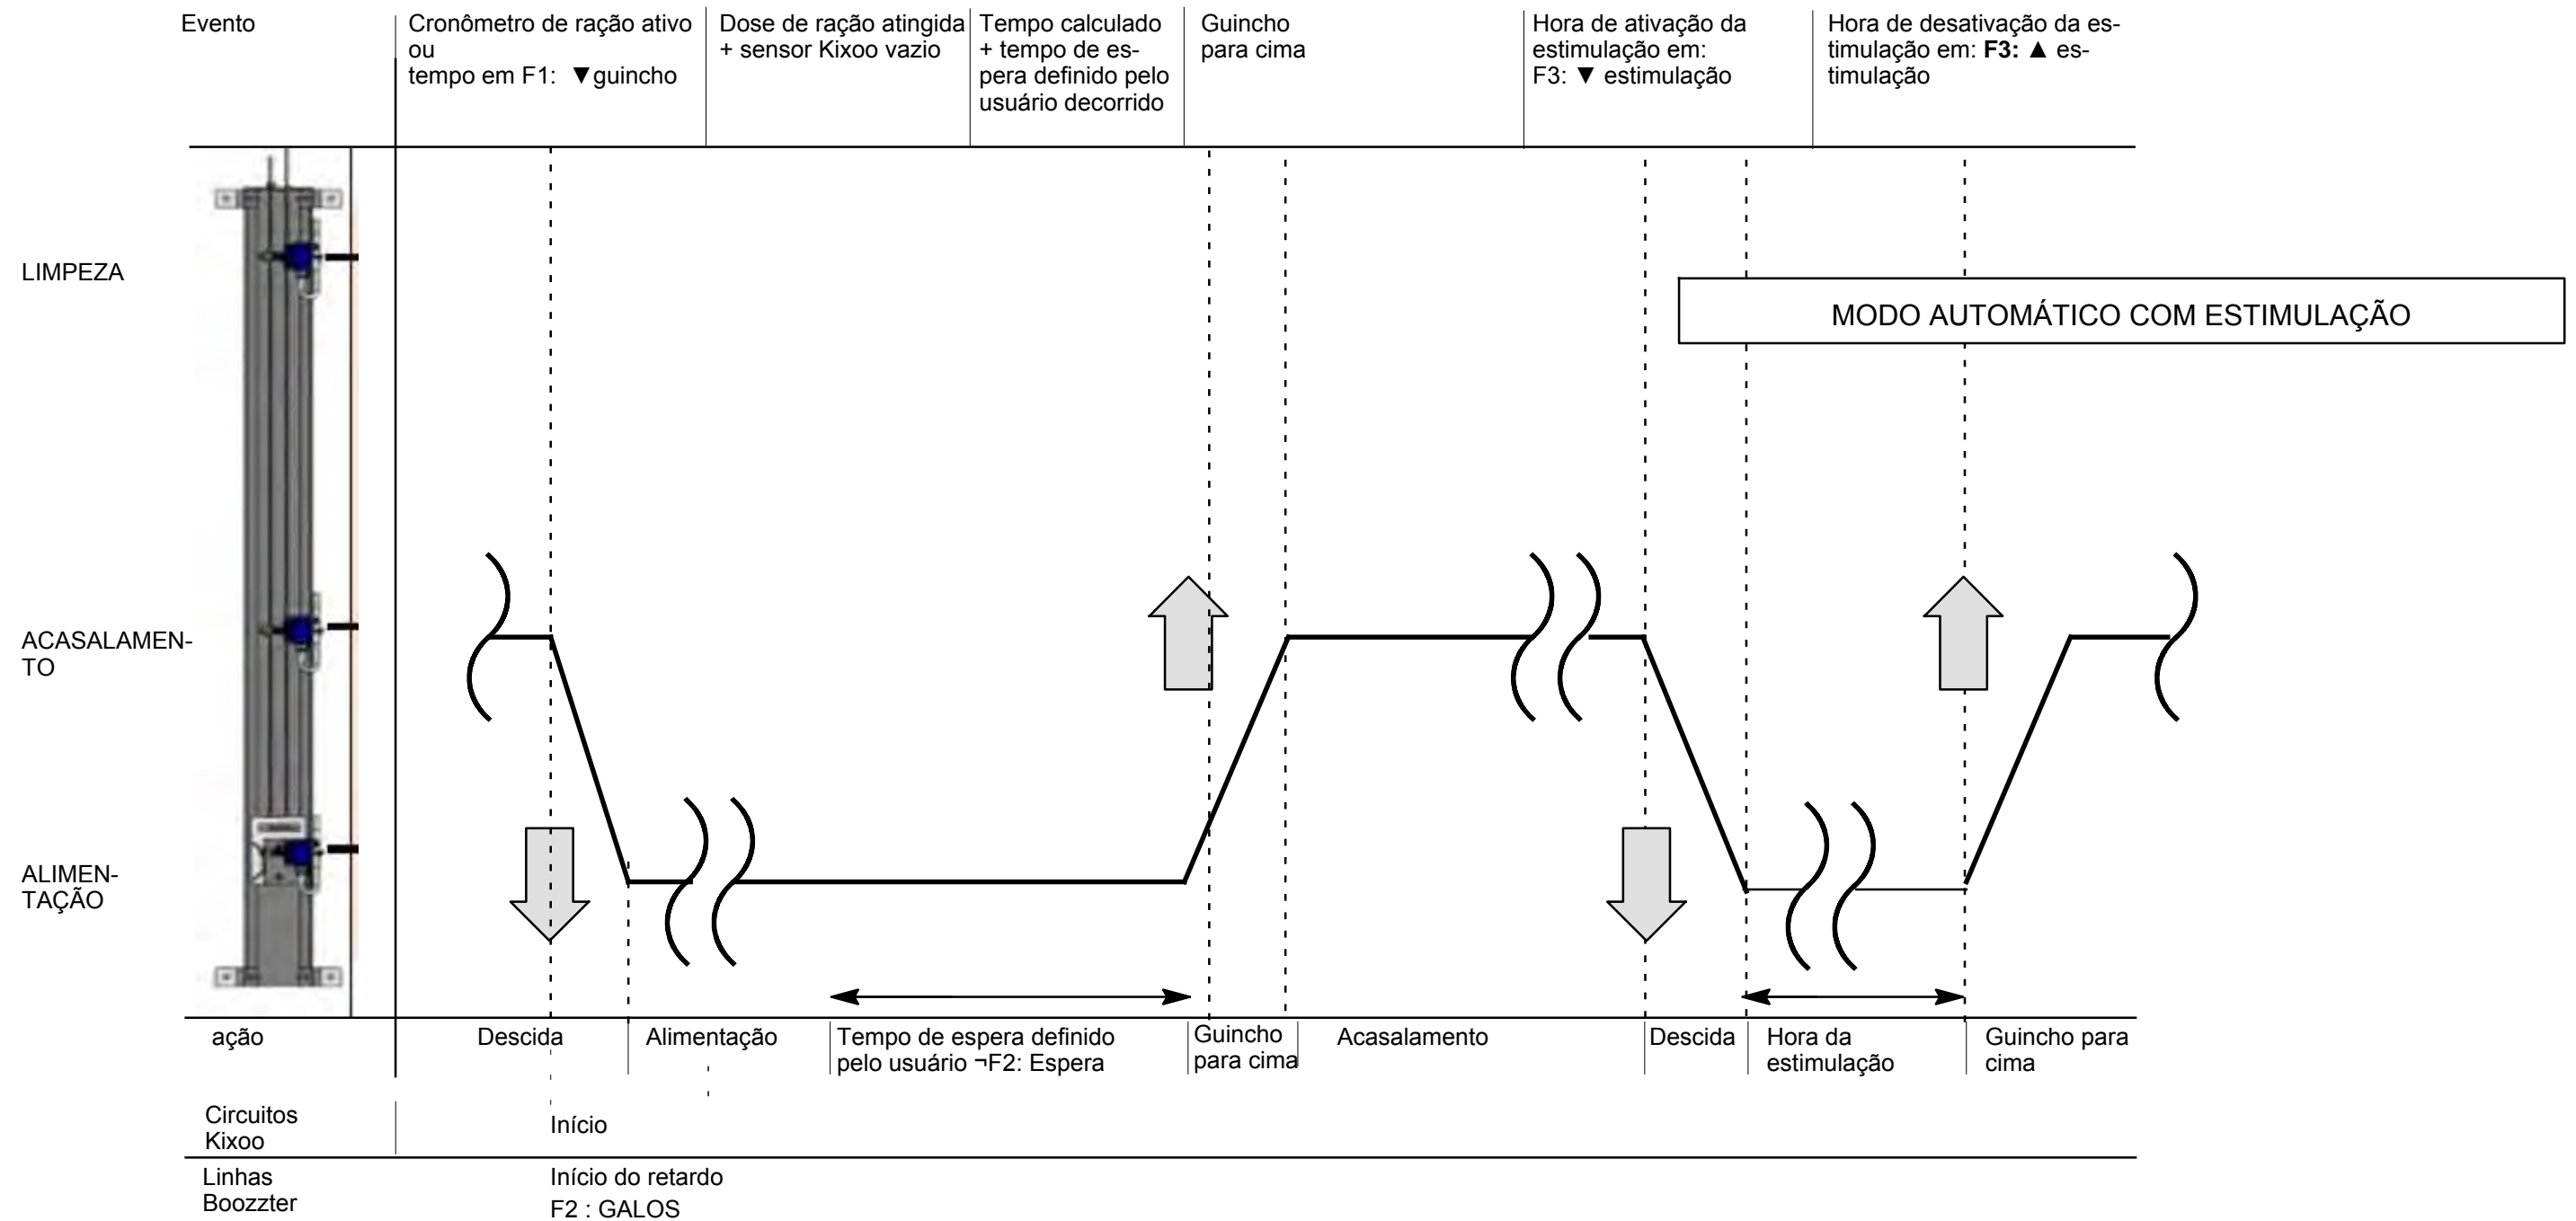 Evento
Cronômetro de ração ativo
ou
tempo em F1: ▼guincho
Dose de ração atingida
+ sensor Kixoo vazio
Tempo calculado
+ tempo de es-
pera definido pelo
usuário decorrido
Guincho
para cima
Hora de ativação da
estimulação em:
F3: ▼ estimulação
Hora de desativação da es-
timulação em: F3: ▲ es-
timulação
LIMPEZA
MODO AUTOMÁTICO COM ESTIMULAÇÃO
ACASALAMEN-
TO
ALIMEN-
TAÇÃO
ação
Descida
Alimentação
Tempo de espera definido
pelo usuário ¬F2: Espera
Guincho
para cima
Acasalamento
Descida
Hora da
estimulação
Guincho para
cima
Circuitos
Kixoo
Início
Linhas
Boozzter
Início do retardo
F2 : GALOS